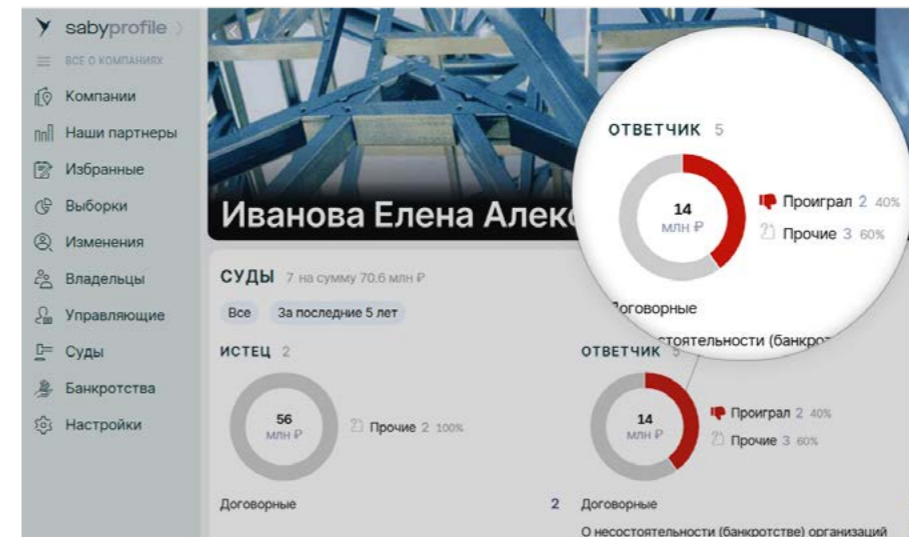 sabyprofile
ВСЕ О КОМПАНИЯХ
Компании
Наши партнеры
Избранные
Выборки
Изменения
Владельцы
Управляющие
Суды
Банкротства
Настройки
Иванова Елена Алекс
СУДЫ 7 на сумму 70.6 млн ₽
Все За последние 5 лет
ИСТЕЦ 2
56
млн ₽
Прочие 2 100%
Договорные 2
ОТВЕТЧИК 5
14
млн ₽
Проиграл 2 40%
Прочие 3 60%
Договорные
О несостоятельности (банкротстве) организаций
ОТВЕТЧИК 5
14
млн ₽
Проиграл 2 40%
Прочие 3 60%
Договорные
стоятельности (банкро